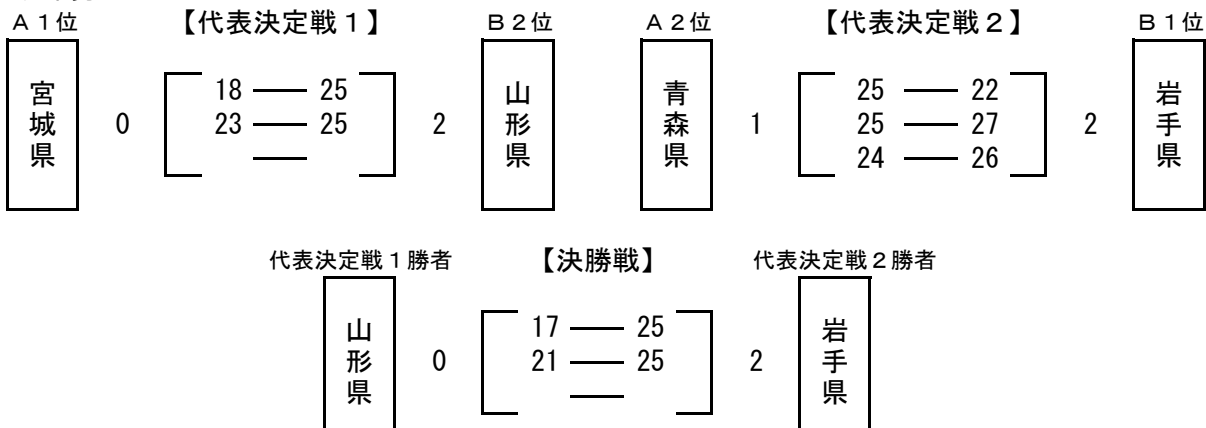 A1位 【代表決定戦1】 B2位 A2位 【代表決定戦2】 B1位
宮城県 0 18 — 25 2 山形県 青森県 1 25 — 22 2 岩手県
23 — 25 25 — 27
— 24 — 26
代表決定戦1勝者 【決勝戦】 代表決定戦2勝者
山形県 0 17 — 25 2 岩手県
21 — 25
—